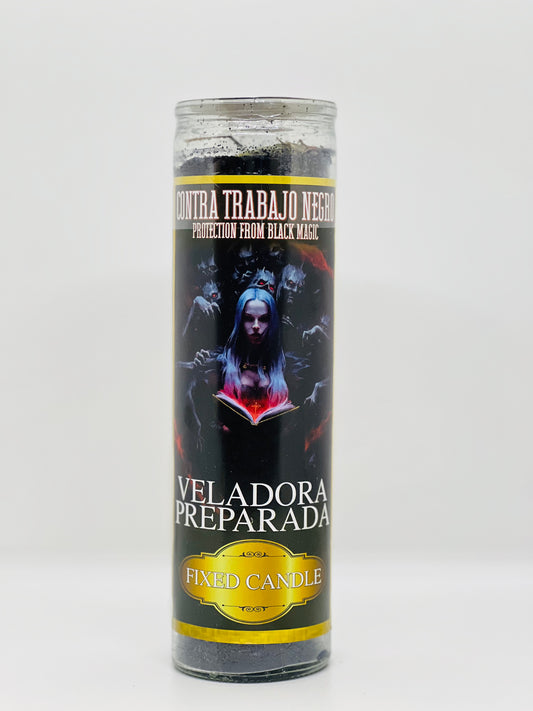 CONTRA TRABAJO NEGRO
PROTECTION FROM BLACK MAGIC
VELADORA
PREPARADA
FIXED CANDLE